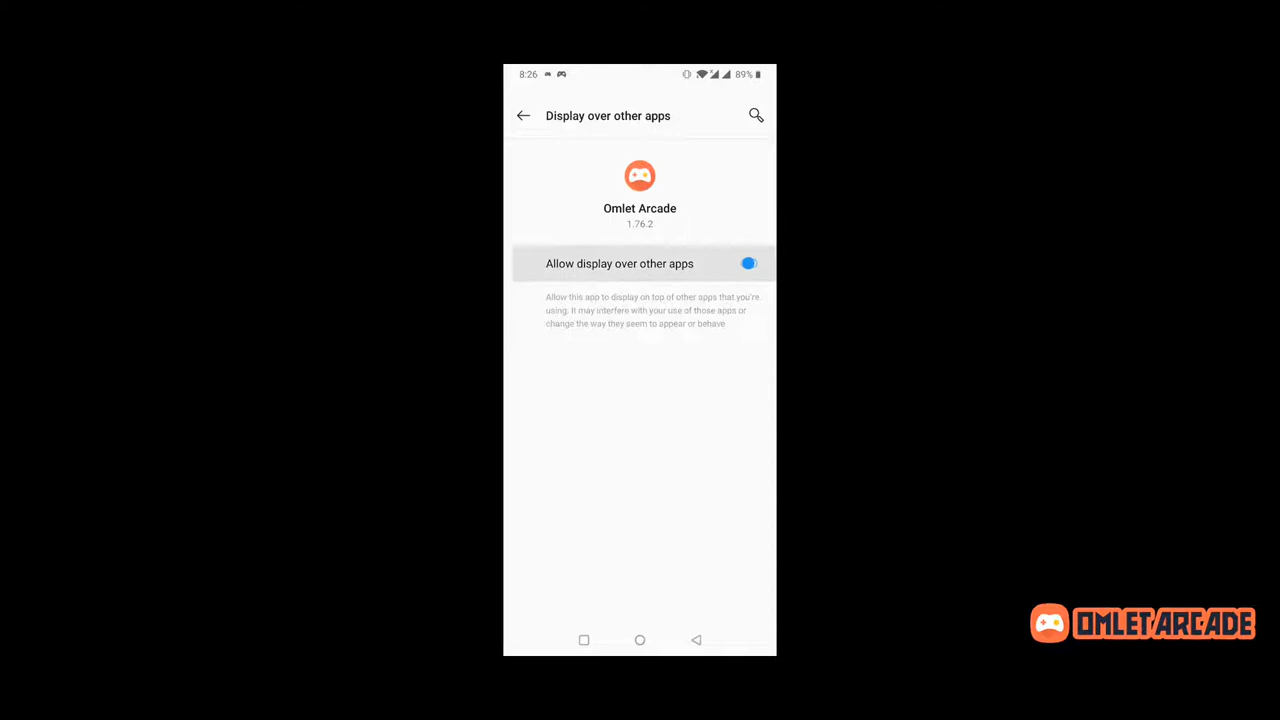 8:26
89%
Display over other apps
Omlet Arcade
1.76.2
Allow display over other apps
Allow this app to display on top of other apps that you're
using. It may interfere with your use of those apps or
change the way they seem to appear or behave
OMLET ARCADE